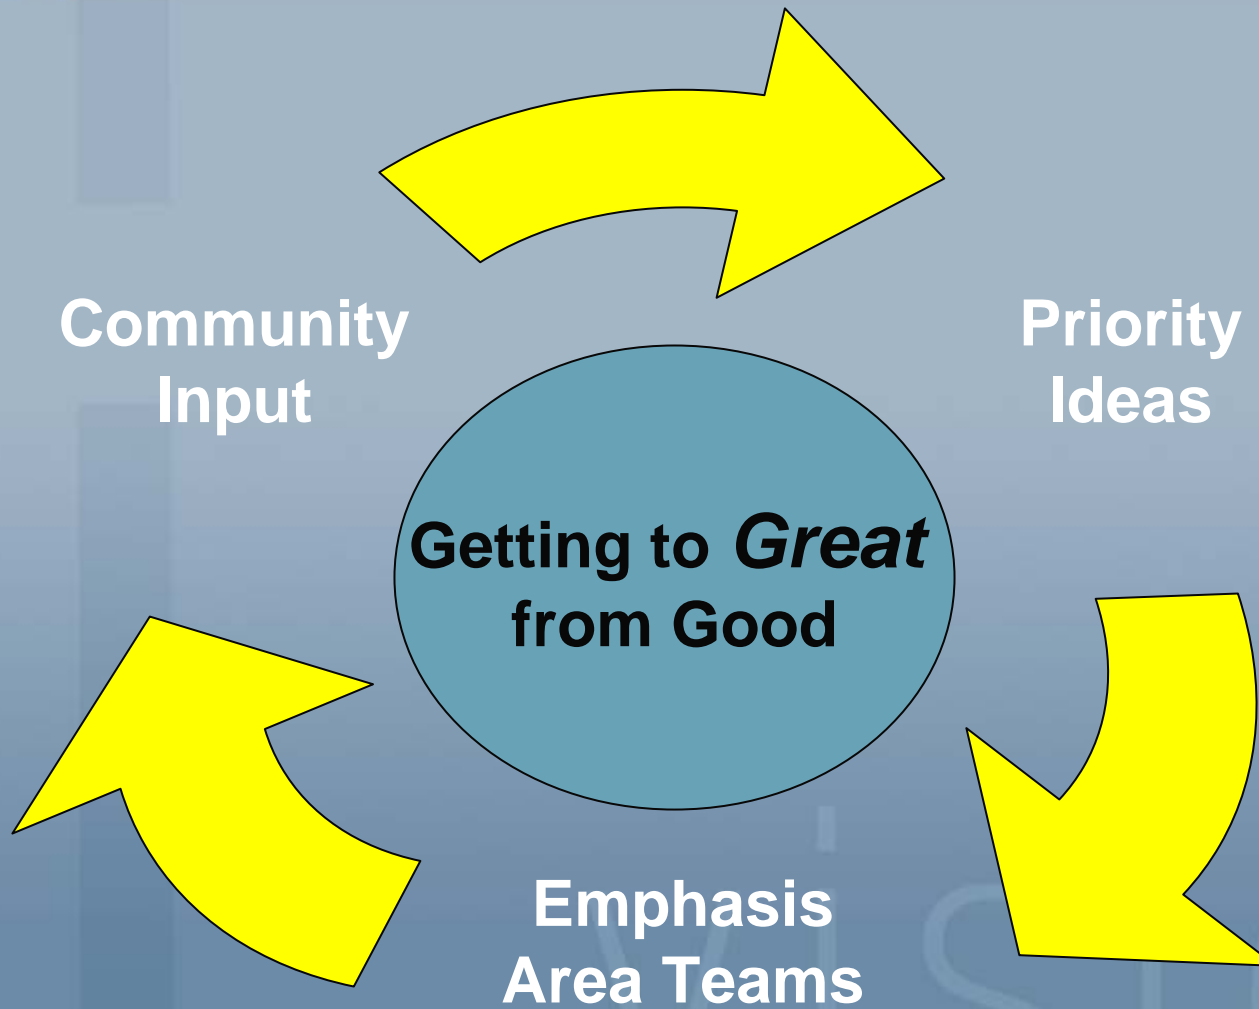 Community
Input
Priority
Ideas
Getting to Great
from Good
Emphasis
Area Teams